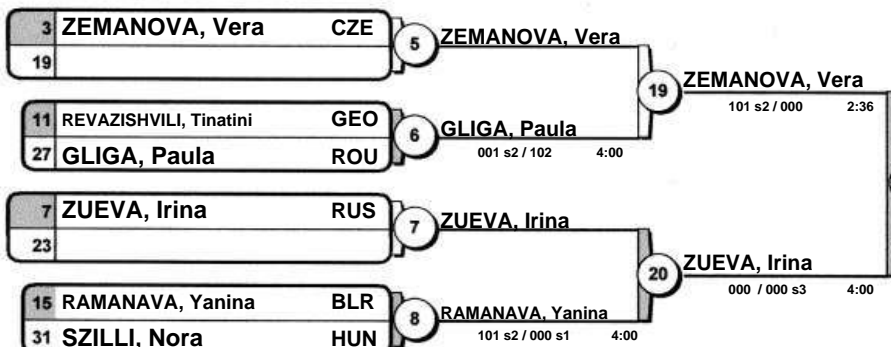 3 ZEMANOVA, Vera CZE
19
5
ZEMANOVA, Vera
11 REVAZISHVILI, Tinatini GEO
27 GLIGA, Paula ROU
6
GLIGA, Paula
001 s2 / 102 4:00
19
ZEMANOVA, Vera
101 s2 / 000 2:36
7 ZUEVA, Irina RUS
23
7
ZUEVA, Irina
15 RAMANAVA, Yanina BLR
31 SZILLI, Nora HUN
8
RAMANAVA, Yanina
101 s2 / 000 s1 4:00
20
ZUEVA, Irina
000 / 000 s3 4:00